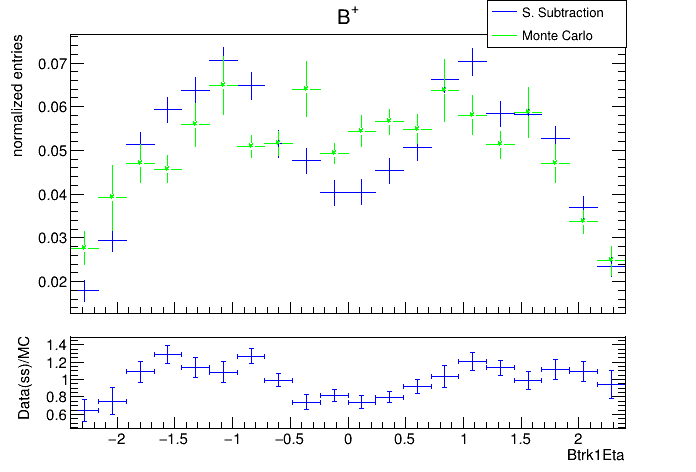 B+
S. Subtraction
Monte Carlo
normalized entries
0.07
0.06
0.05
0.04
0.03
0.02
Data(ss)/MC
1.4
1.2
1
0.8
0.6
−2 −1.5 −1 −0.5 0 0.5 1 1.5 2
Btrk1Eta